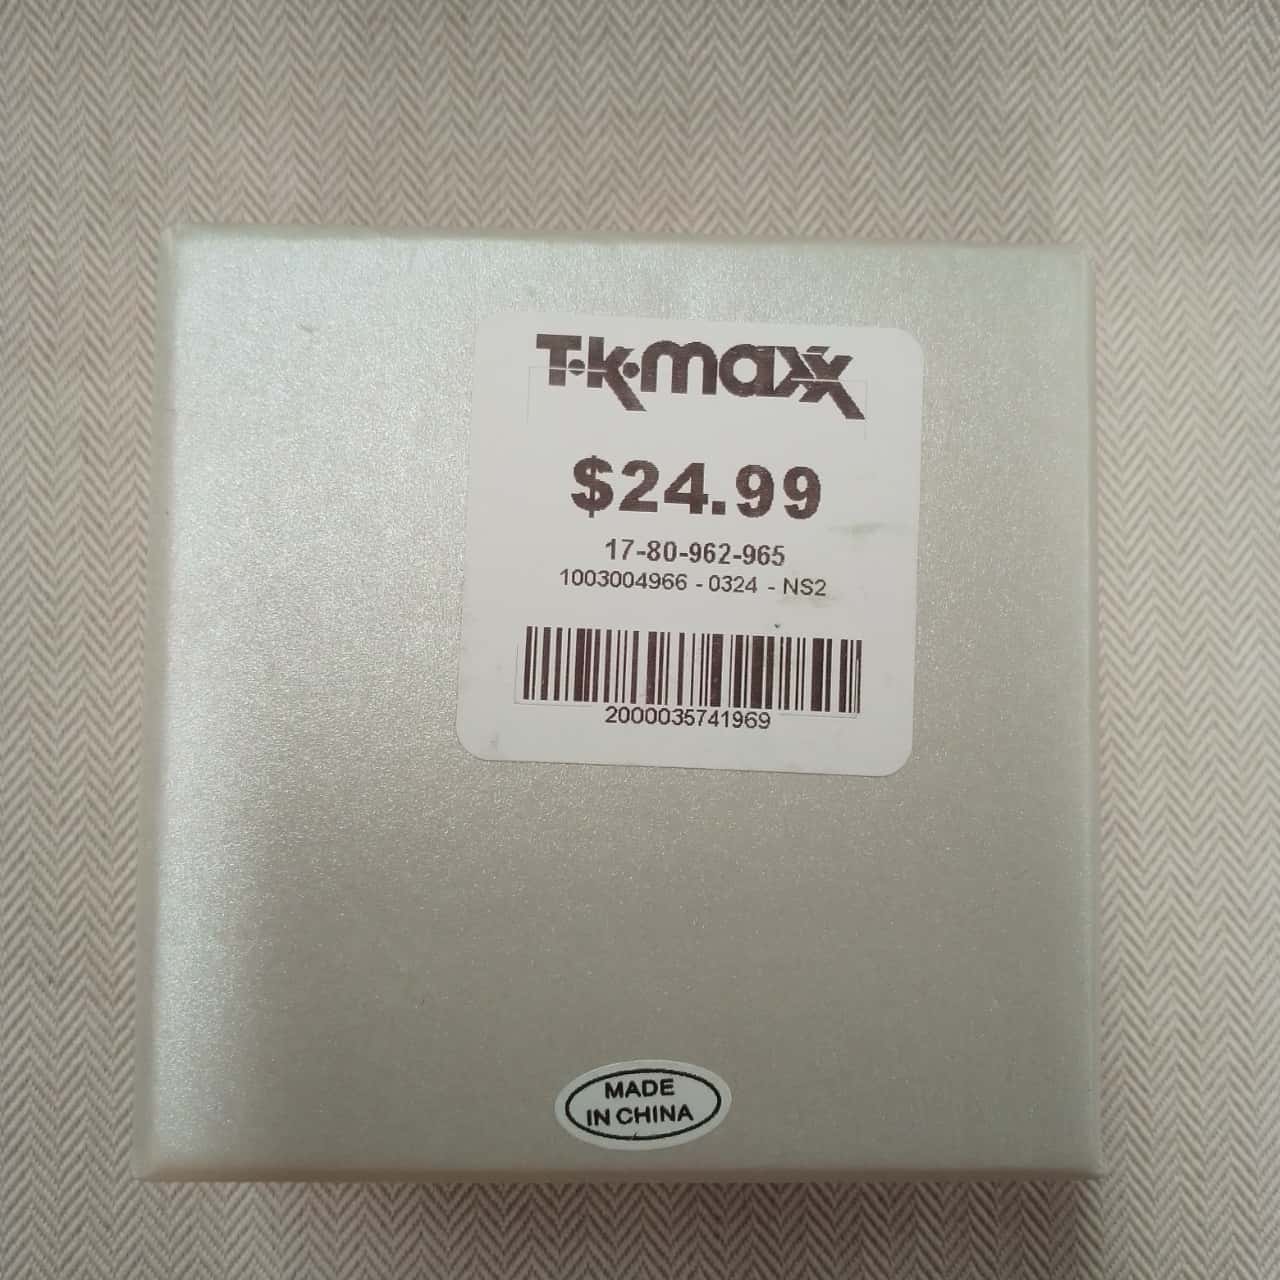 T•K•maxx
$24.99
17-80-962-965
1003004966 - 0324 - NS2
2000035741969
MADE
IN CHINA